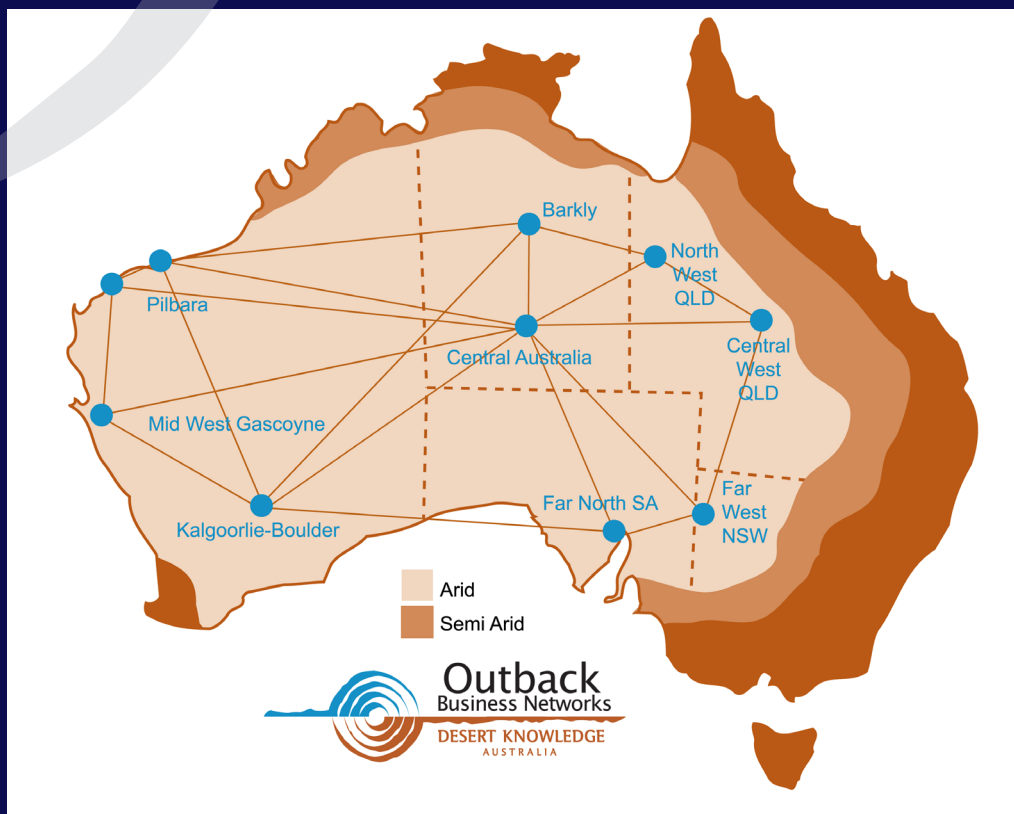 Barkly
North
West
QLD
Pilbara
Central Australia
Central
West
QLD
Mid West Gascoyne
Far North SA
Far
West
NSW
Kalgoorlie-Boulder
Arid
Semi Arid
Outback
Business Networks
DESERT KNOWLEDGE
AUSTRALIA